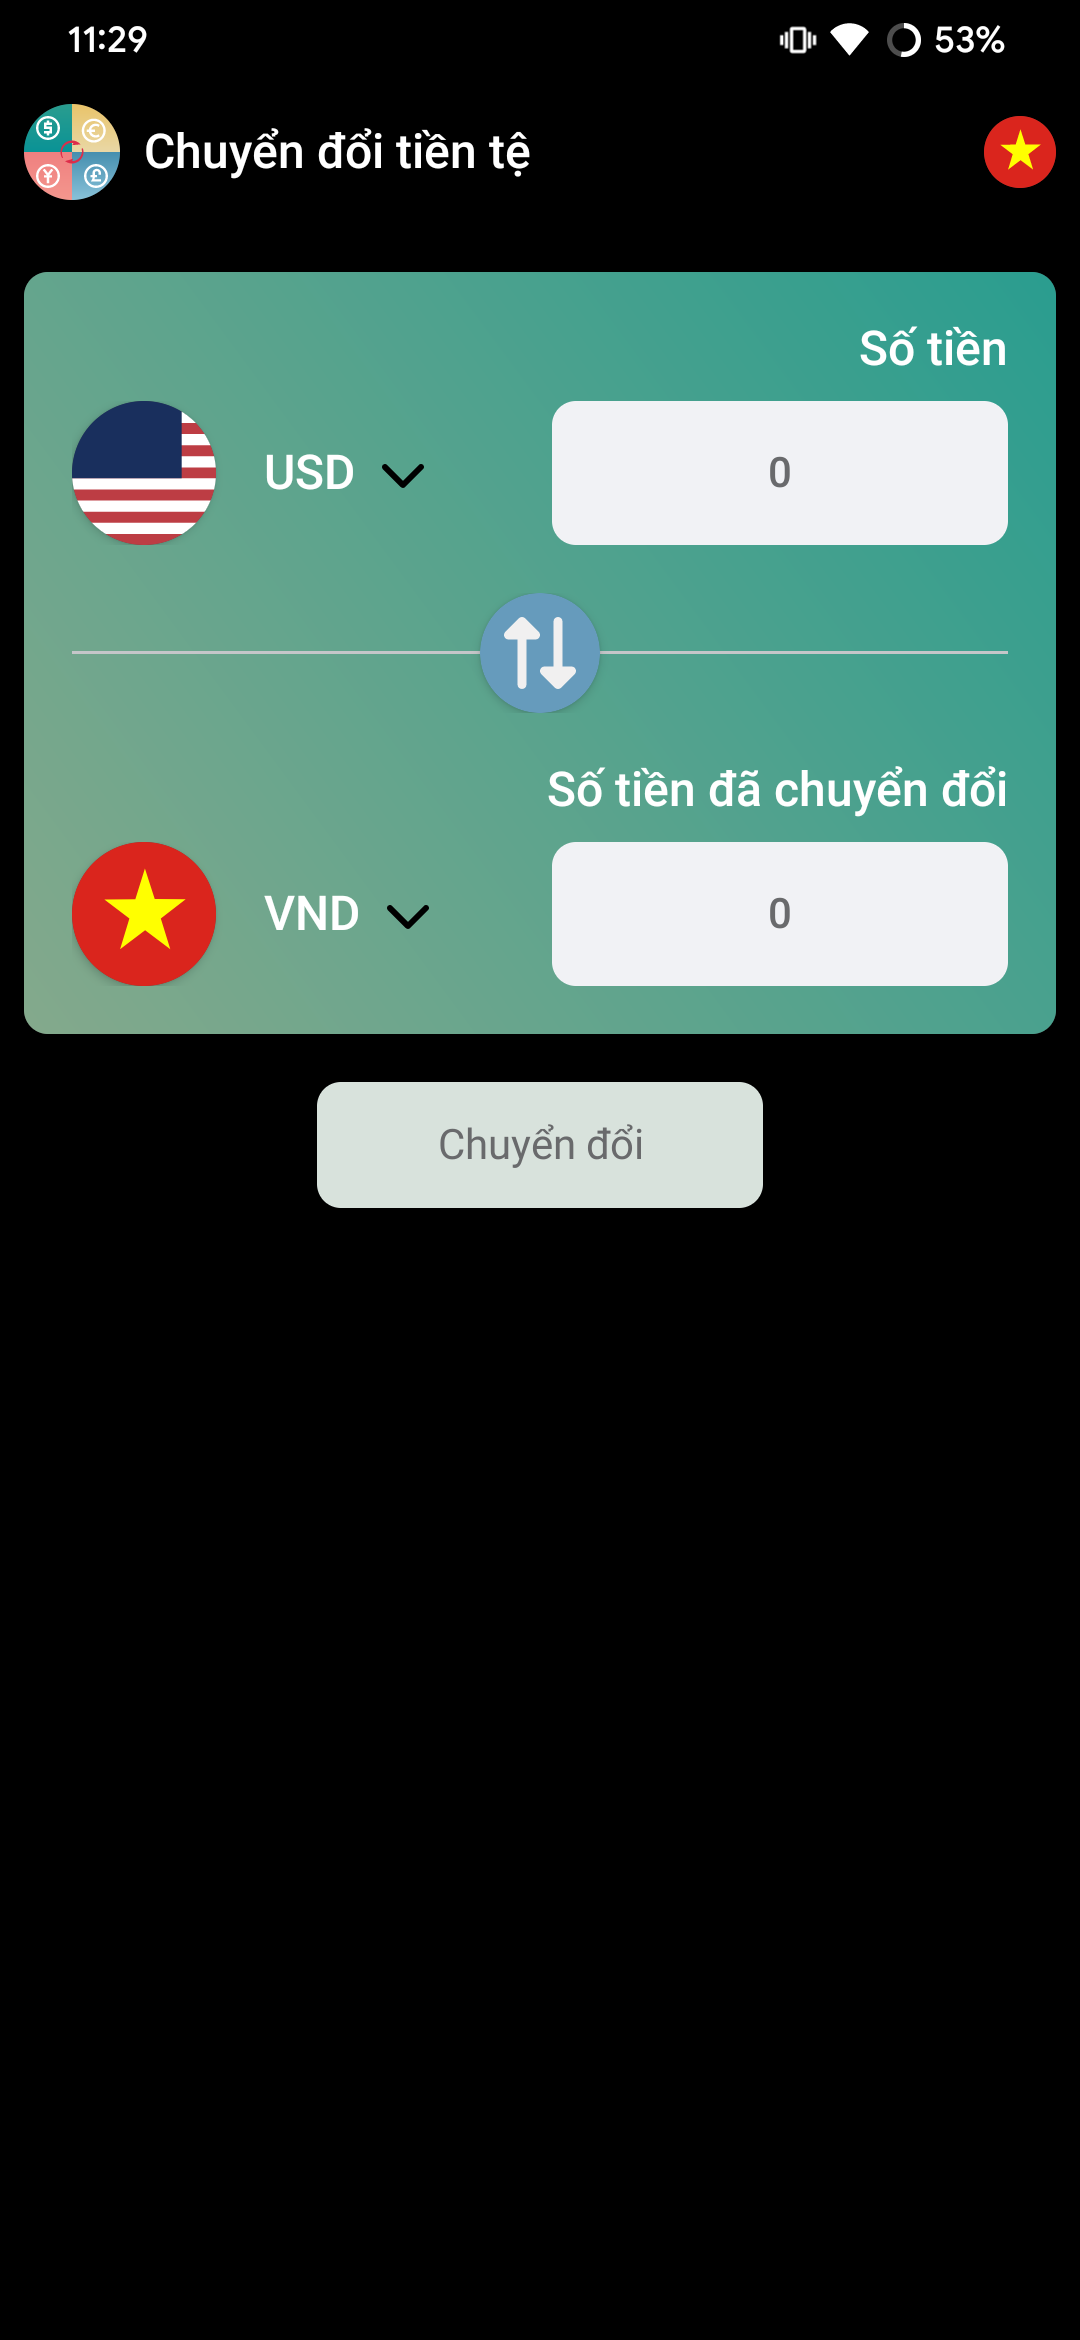 11:29
53%
Chuyển đổi tiền tệ
Số tiền
USD
0
Số tiền đã chuyển đổi
VND
0
Chuyển đổi